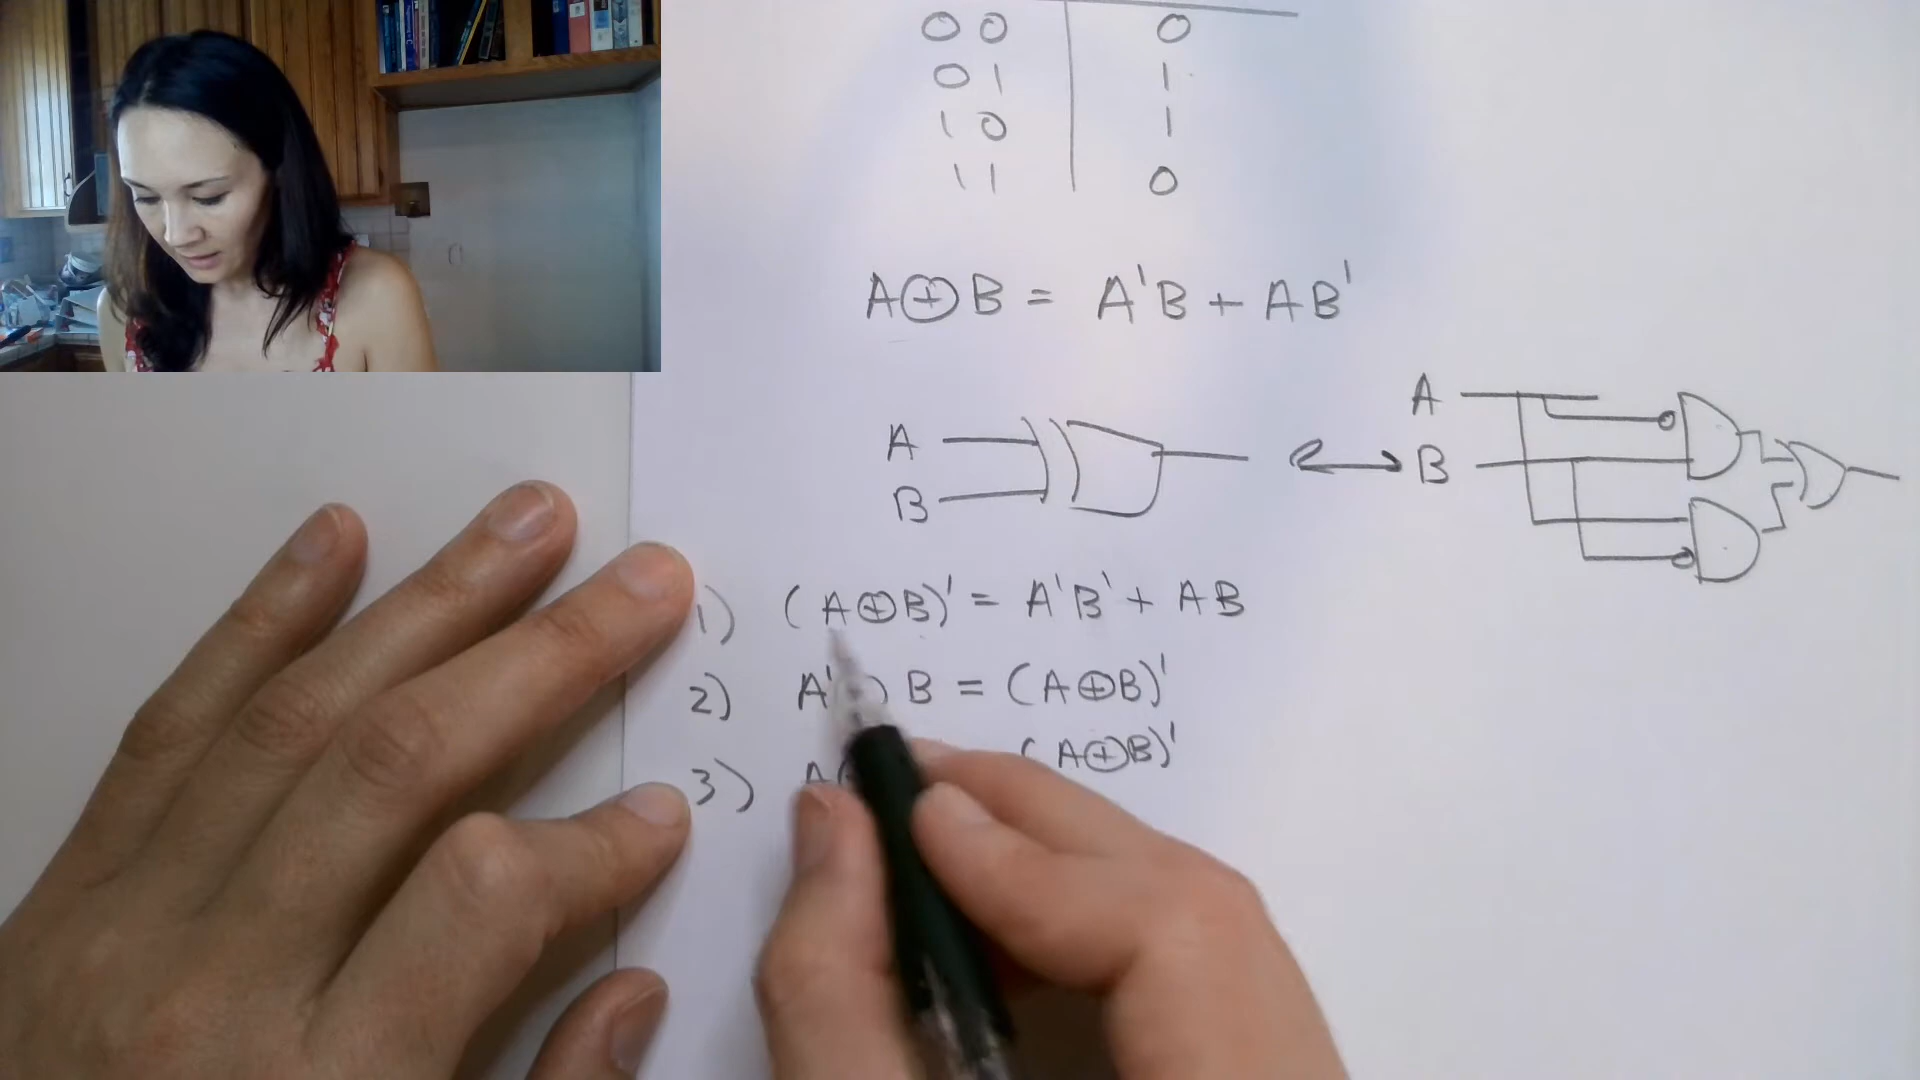 0 0 0
0 1 1
1 0 1
1 1 0
A⊕B = A'B + AB'
A
B
A
B
1) (A⊕B)' = A'B' + AB
2) A' B = (A⊕B)'
3) A (A⊕B)'